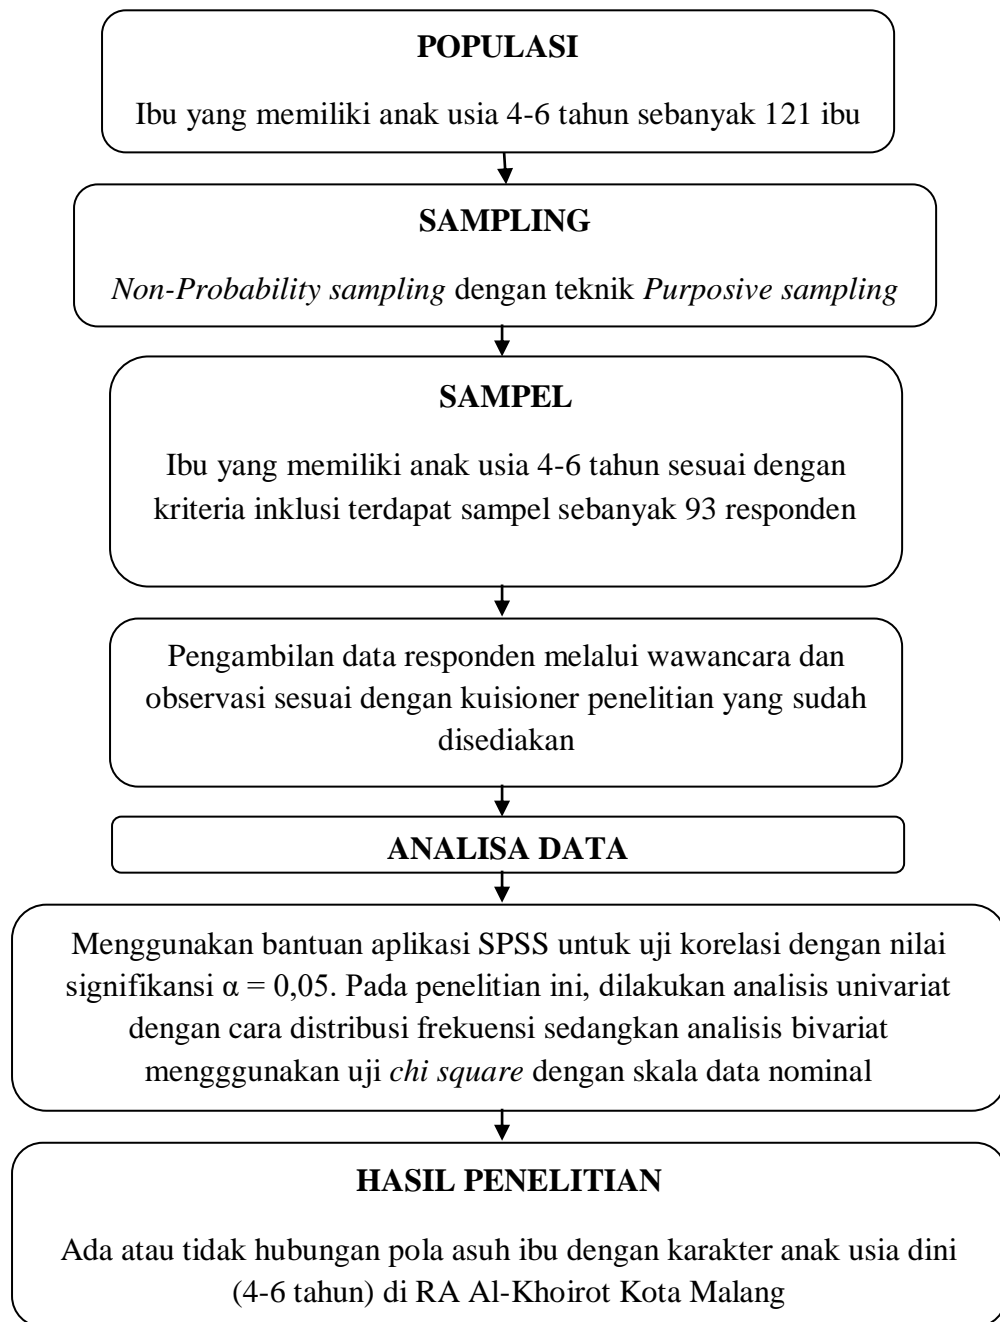 POPULASI
Ibu yang memiliki anak usia 4-6 tahun sebanyak 121 ibu
SAMPLING
Non-Probability sampling dengan teknik Purposive sampling
SAMPEL
Ibu yang memiliki anak usia 4-6 tahun sesuai dengan
kriteria inklusi terdapat sampel sebanyak 93 responden
Pengambilan data responden melalui wawancara dan
observasi sesuai dengan kuisioner penelitian yang sudah
disediakan
ANALISA DATA
Menggunakan bantuan aplikasi SPSS untuk uji korelasi dengan nilai
signifikansi α = 0,05. Pada penelitian ini, dilakukan analisis univariat
dengan cara distribusi frekuensi sedangkan analisis bivariat
mengggunakan uji chi square dengan skala data nominal
HASIL PENELITIAN
Ada atau tidak hubungan pola asuh ibu dengan karakter anak usia dini
(4-6 tahun) di RA Al-Khoirot Kota Malang